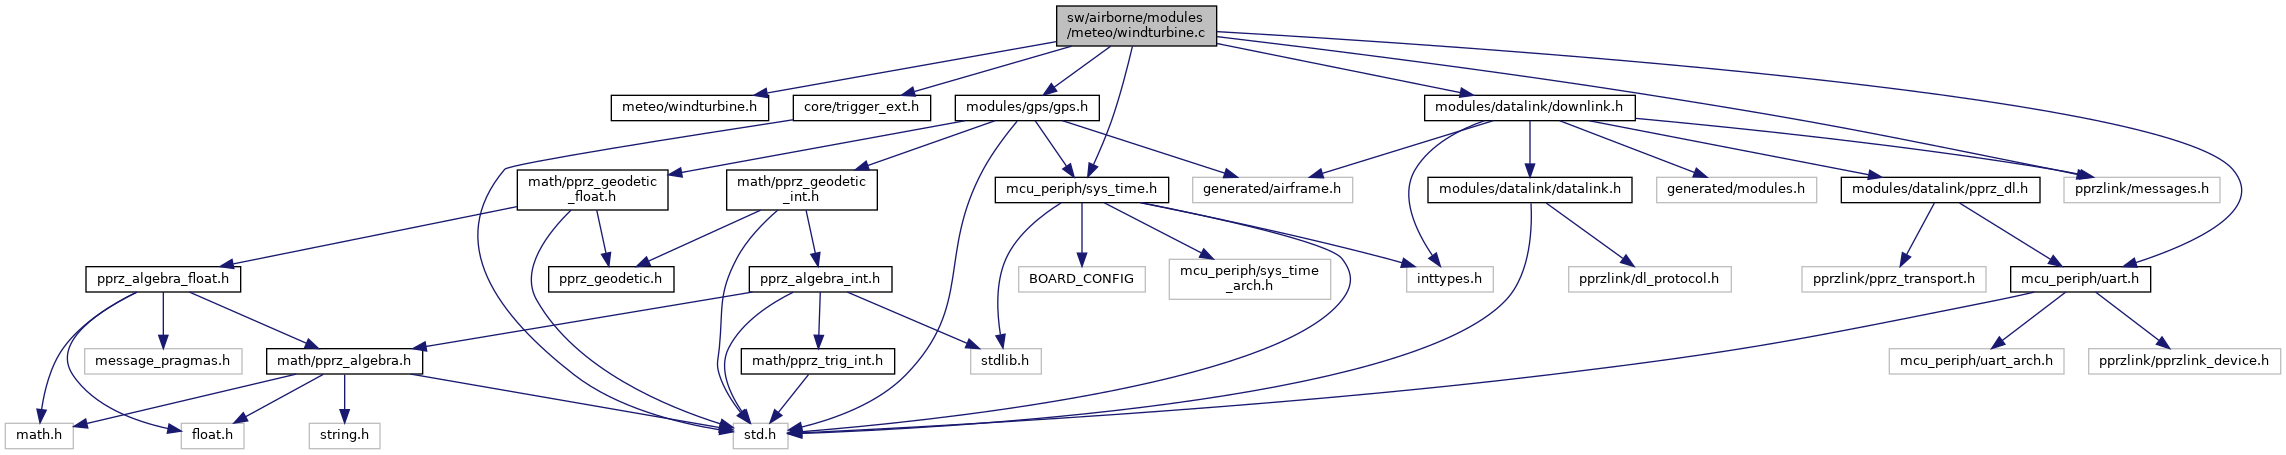 sw/airborne/modules
/meteo/windturbine.c
meteo/windturbine.h
core/trigger_ext.h
modules/gps/gps.h
modules/datalink/downlink.h
math/pprz_geodetic
_float.h
math/pprz_geodetic
_int.h
mcu_periph/sys_time.h
generated/airframe.h
modules/datalink/datalink.h
generated/modules.h
modules/datalink/pprz_dl.h
pprzlink/messages.h
pprz_algebra_float.h
pprz_geodetic.h
pprz_algebra_int.h
BOARD_CONFIG
mcu_periph/sys_time
_arch.h
inttypes.h
pprzlink/dl_protocol.h
pprzlink/pprz_transport.h
mcu_periph/uart.h
message_pragmas.h
math/pprz_algebra.h
math/pprz_trig_int.h
stdlib.h
mcu_periph/uart_arch.h
pprzlink/pprzlink_device.h
math.h
float.h
string.h
std.h